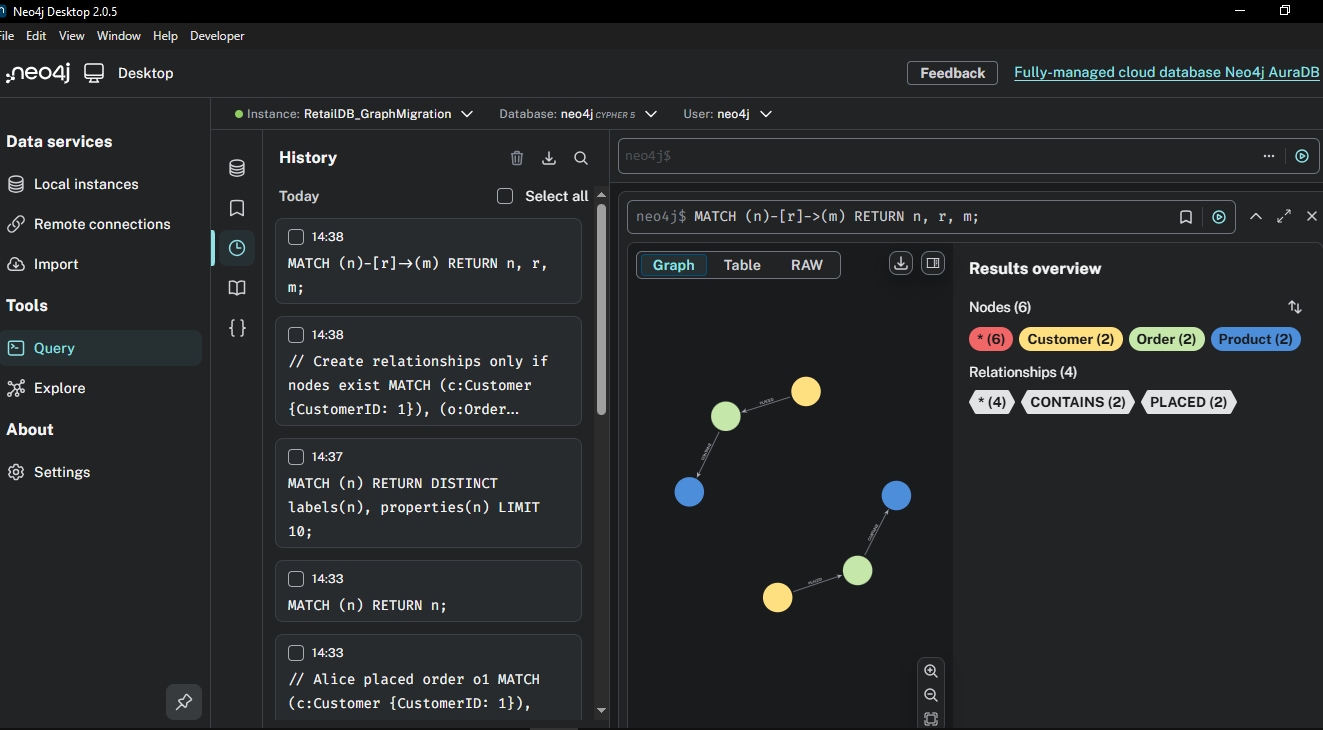 Neo4j Desktop 2.0.5
ile Edit View Window Help Developer
neo4j Desktop
Feedback
Fully-managed cloud database Neo4j AuraDB
Instance: RetailDB_GraphMigration
Database: neo4j CYPHER 5
User: neo4j
Data services
Local instances
Remote connections
Import
Tools
Query
Explore
About
Settings
History
Today
Select all
14:38
MATCH (n)-[r]->(m) RETURN n, r,
m;
14:38
// Create relationships only if
nodes exist MATCH (c:Customer
{CustomerID: 1}), (o:Order...
14:37
MATCH (n) RETURN DISTINCT
labels(n), properties(n) LIMIT
10;
14:33
MATCH (n) RETURN n;
14:33
// Alice placed order o1 MATCH
(c:Customer {CustomerID: 1}),
neo4j$
neo4j$ MATCH (n)-[r]->(m) RETURN n, r, m;
Graph Table RAW
PLACED
CONTAINS
CONTAINS
PLACED
Results overview
Nodes (6)
* (6) Customer (2) Order (2) Product (2)
Relationships (4)
* (4) CONTAINS (2) PLACED (2)